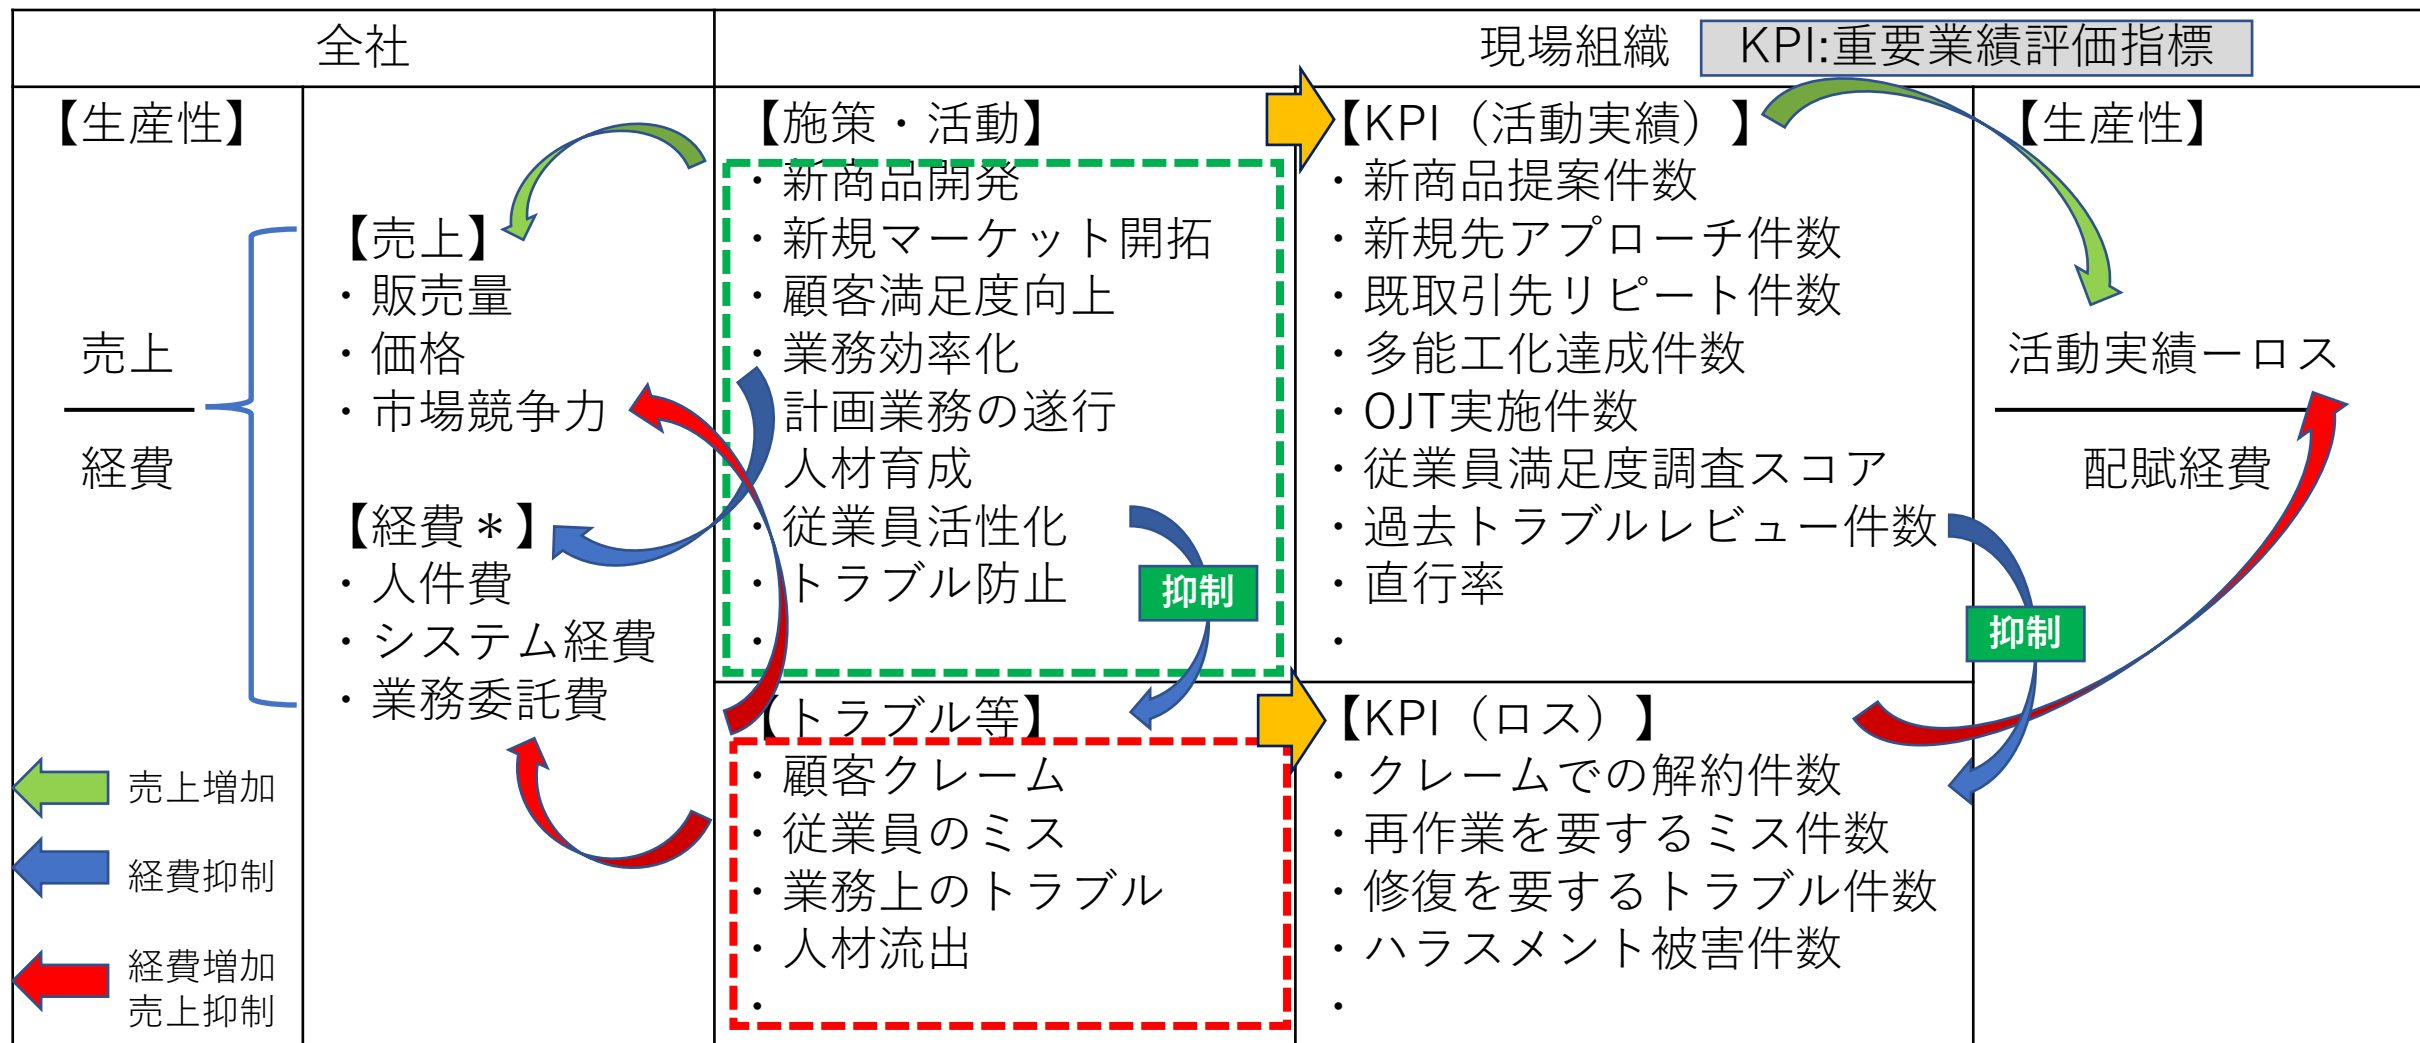 全社
現場組織
KPI:重要業績評価指標
【生産性】
売上
経費
【売上】
・販売量
・価格
・市場競争力
【経費＊】
・人件費
・システム経費
・業務委託費
売上増加
経費抑制
経費増加
売上抑制
【施策・活動】
・新商品開発
・新規マーケット開拓
・顧客満足度向上
・業務効率化
計画業務の遂行
人材育成
・従業員活性化
・トラブル防止
・
抑制
【トラブル等】
・顧客クレーム
・従業員のミス
・業務上のトラブル
・人材流出
・
【KPI（活動実績）】
・新商品提案件数
・新規先アプローチ件数
・既取引先リピート件数
・多能工化達成件数
・OJT実施件数
・従業員満足度調査スコア
・過去トラブルレビュー件数
・直行率
・
抑制
【KPI（ロス）】
・クレームでの解約件数
・再作業を要するミス件数
・修復を要するトラブル件数
・ハラスメント被害件数
・
【生産性】
活動実績ーロス
配賦経費